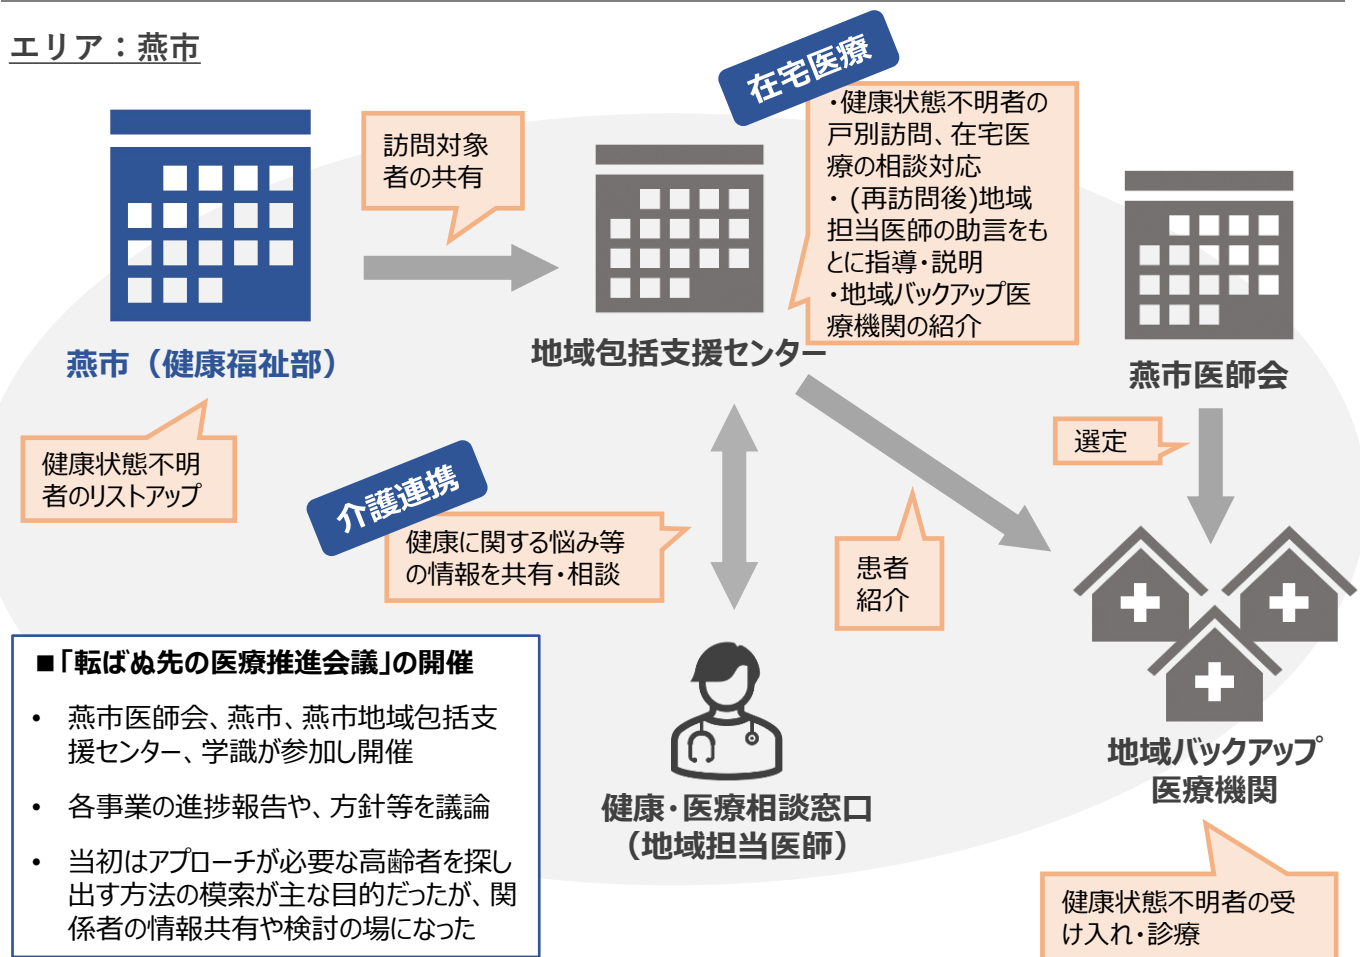 エリア：燕市
在宅医療
・健康状態不明者の
戸別訪問、在宅医
療の相談対応
・（再訪問後)地域
担当医師の助言をも
とに指導・説明
・地域バックアップ医
療機関の紹介
訪問対象
者の共有
燕市（健康福祉部）
地域包括支援センター
燕市医師会
健康状態不明
者のリストアップ
選定
介護連携
健康に関する悩み等
の情報を共有・相談
患者
紹介
■「転ばぬ先の医療推進会議」の開催
• 燕市医師会、燕市、燕市地域包括支
援センター、学識が参加し開催
• 各事業の進捗報告や、方針等を議論
• 当初はアプローチが必要な高齢者を探し
出す方法の模索が主な目的だったが、関
係者の情報共有や検討の場になった
健康・医療相談窓口
（地域担当医師）
地域バックアップ
医療機関
健康状態不明者の受
け入れ・診療